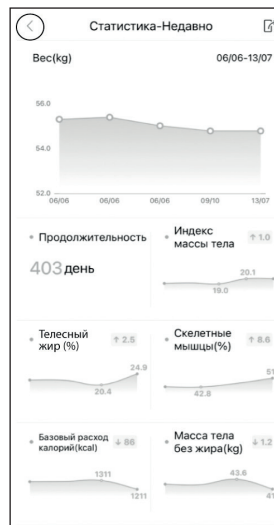 Статистика-Недавно
Вес(kg) 06/06-13/07
56.0
54.0
52.0
06/06 06/06 06/06 09/10 13/07
Продолжительность
403 день
Индекс
массы тела
↑ 1.0
20.1
19.0
Телесный
жир (%)
↑ 2.5
24.9
20.4
Скелетные
мышцы(%)
↑ 8.6
51
42.8
Базовый расход
калорий(kcal)
↓ 86
1311
1211
Масса тела
без жира(kg)
↓ 1.2
43.6
41